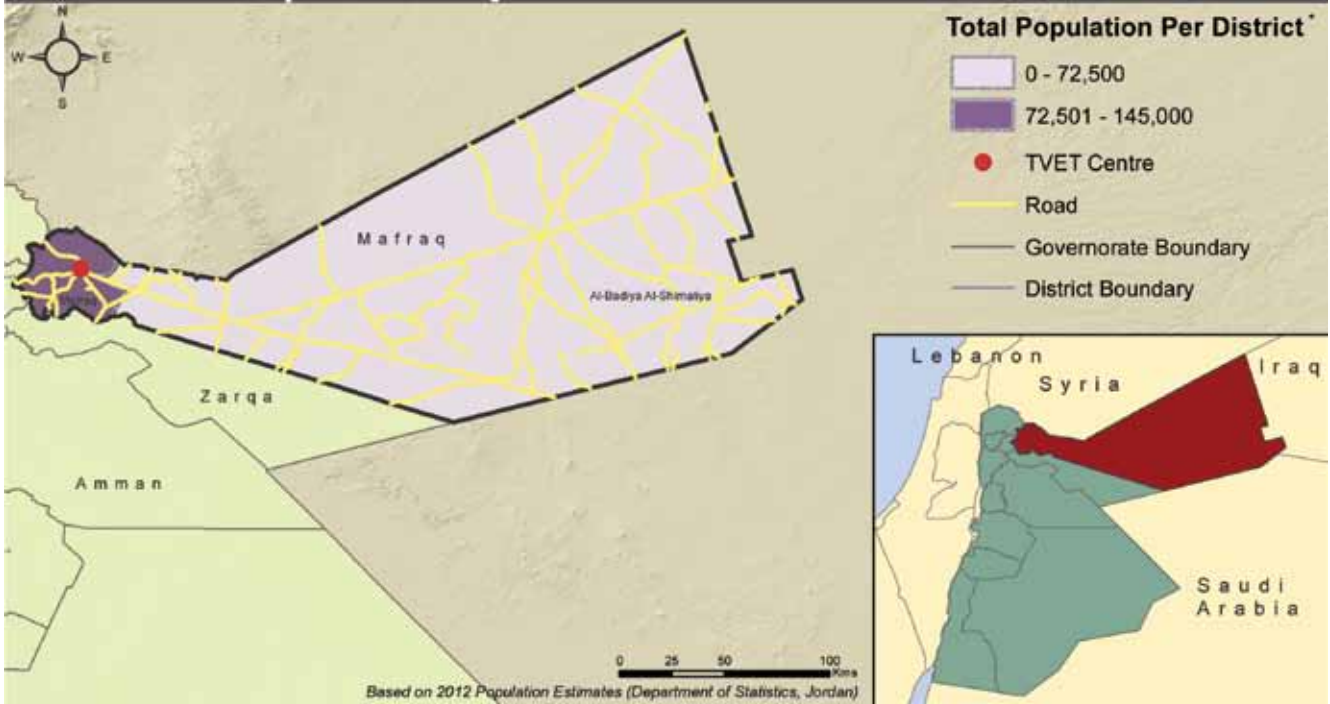 N
W E
S
Total Population Per District *
0 - 72,500
72,501 - 145,000
TVET Centre
Road
Governorate Boundary
District Boundary
Mafraq
Al-Badiya Al-Shimaliya
Zarqa
Amman
0 25 50 100
Kms
Based on 2012 Population Estimates (Department of Statistics, Jordan)
Lebanon
Syria
Iraq
Saudi
Arabia